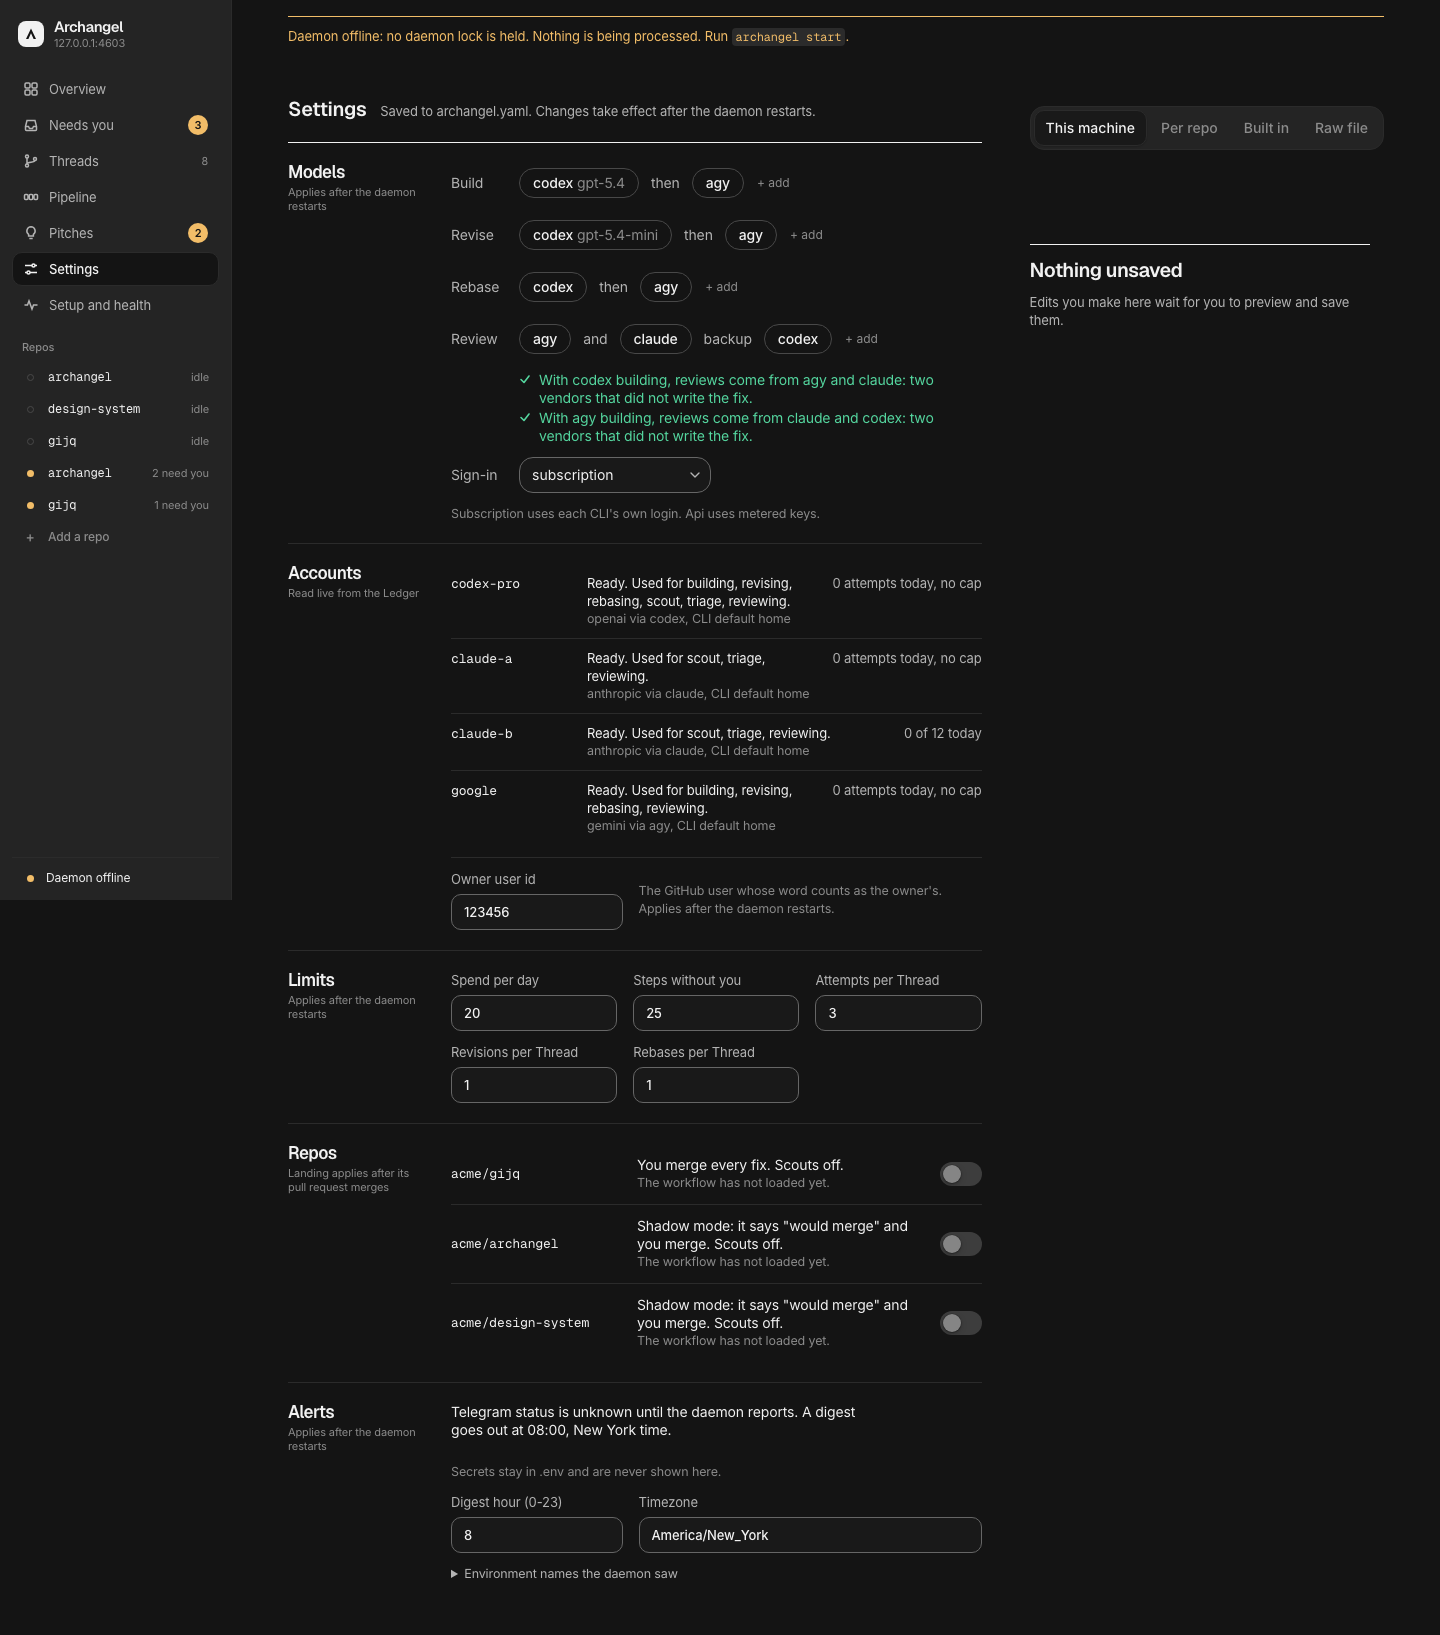 Archangel
127.0.0.1:4603
Overview
Needs you 3
Threads 8
Pipeline
Pitches 2
Settings
Setup and health
Repos
archangel idle
design-system idle
gijq idle
archangel 2 need you
gijq 1 need you
+ Add a repo
Daemon offline
Daemon offline: no daemon lock is held. Nothing is being processed. Run archangel start.
Settings Saved to archangel.yaml. Changes take effect after the daemon restarts.
This machine Per repo Built in Raw file
Nothing unsaved
Edits you make here wait for you to preview and save
them.
Models
Applies after the daemon
restarts
Build codex gpt-5.4 then agy + add
Revise codex gpt-5.4-mini then agy + add
Rebase codex then agy + add
Review agy and claude backup codex + add
With codex building, reviews come from agy and claude: two
vendors that did not write the fix.
With agy building, reviews come from claude and codex: two
vendors that did not write the fix.
Sign-in subscription
Subscription uses each CLI's own login. Api uses metered keys.
Accounts
Read live from the Ledger
codex-pro Ready. Used for building, revising, 0 attempts today, no cap
rebasing, scout, triage, reviewing.
openai via codex, CLI default home
claude-a Ready. Used for scout, triage, 0 attempts today, no cap
reviewing.
anthropic via claude, CLI default home
claude-b Ready. Used for scout, triage, reviewing. 0 of 12 today
anthropic via claude, CLI default home
google Ready. Used for building, revising, 0 attempts today, no cap
rebasing, reviewing.
gemini via agy, CLI default home
Owner user id
123456
The GitHub user whose word counts as the owner's.
Applies after the daemon restarts.
Limits
Applies after the daemon
restarts
Spend per day Steps without you Attempts per Thread
20 25 3
Revisions per Thread Rebases per Thread
1 1
Repos
Landing applies after its
pull request merges
acme/gijq You merge every fix. Scouts off.
The workflow has not loaded yet.
acme/archangel Shadow mode: it says "would merge" and
you merge. Scouts off.
The workflow has not loaded yet.
acme/design-system Shadow mode: it says "would merge" and
you merge. Scouts off.
The workflow has not loaded yet.
Alerts
Applies after the daemon
restarts
Telegram status is unknown until the daemon reports. A digest
goes out at 08:00, New York time.
Secrets stay in .env and are never shown here.
Digest hour (0-23) Timezone
8 America/New_York
Environment names the daemon saw